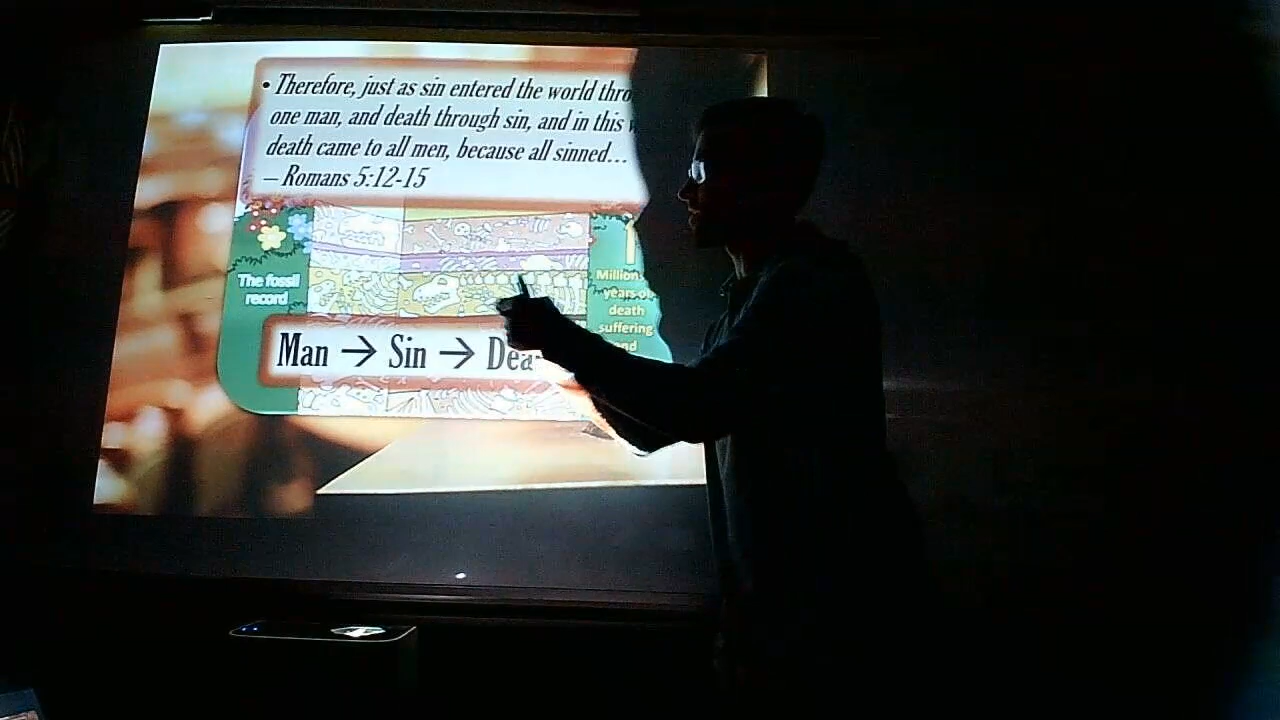 • Therefore, just as sin entered the world thro
one man, and death through sin, and in this
death came to all men, because all sinned...
– Romans 5:12-15
The fossil
record
Millions
years of
death
suffering
and
Man → Sin → Dea